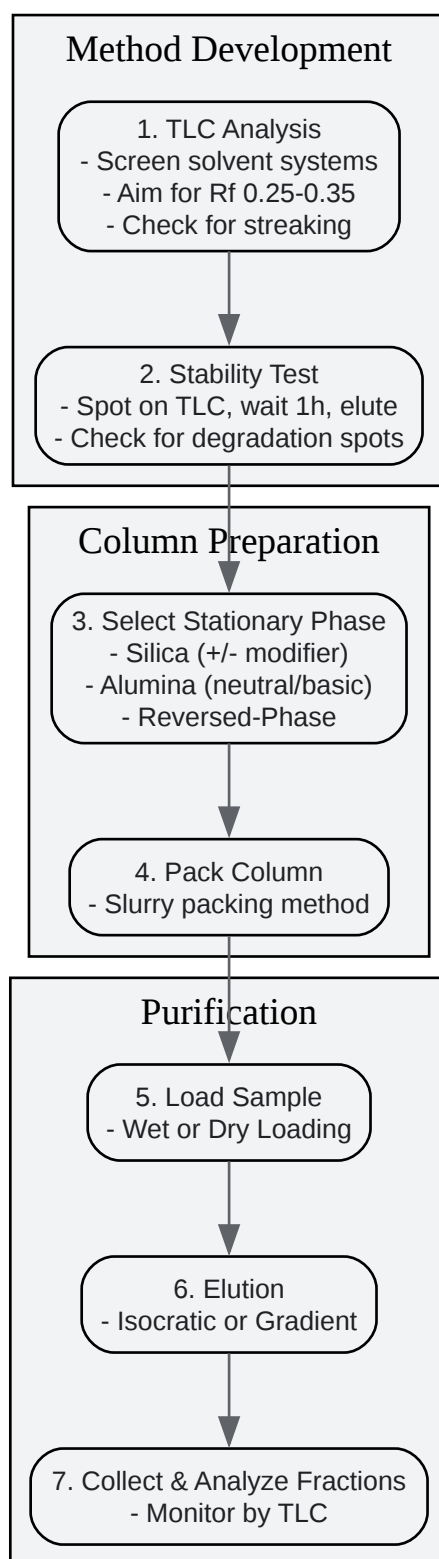 Method Development
1. TLC Analysis
- Screen solvent systems
- Aim for Rf 0.25-0.35
- Check for streaking
2. Stability Test
- Spot on TLC, wait 1h, elute
- Check for degradation spots
Column Preparation
3. Select Stationary Phase
- Silica (+/- modifier)
- Alumina (neutral/basic)
- Reversed-Phase
4. Pack Column
- Slurry packing method
Purification
5. Load Sample
- Wet or Dry Loading
6. Elution
- Isocratic or Gradient
7. Collect & Analyze Fractions
- Monitor by TLC